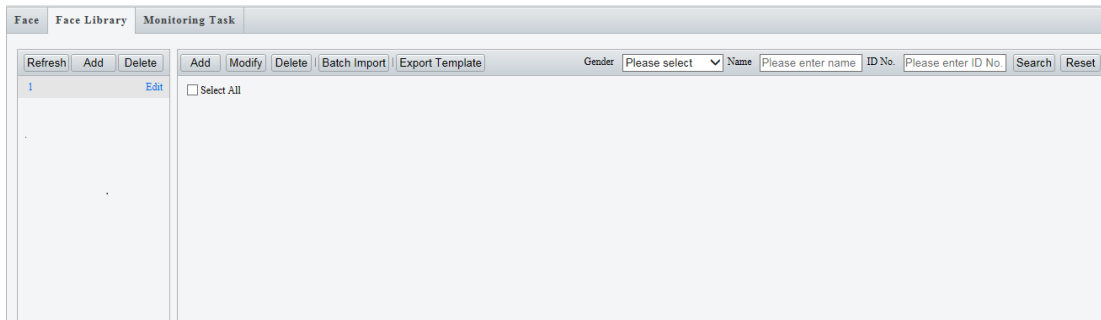 Face Face Library Monitoring Task
Refresh Add Delete Add Modify Delete Batch Import Export Template Gender Please select Name Please enter name ID No. Please enter ID No. Search Reset
1 Edit Select All